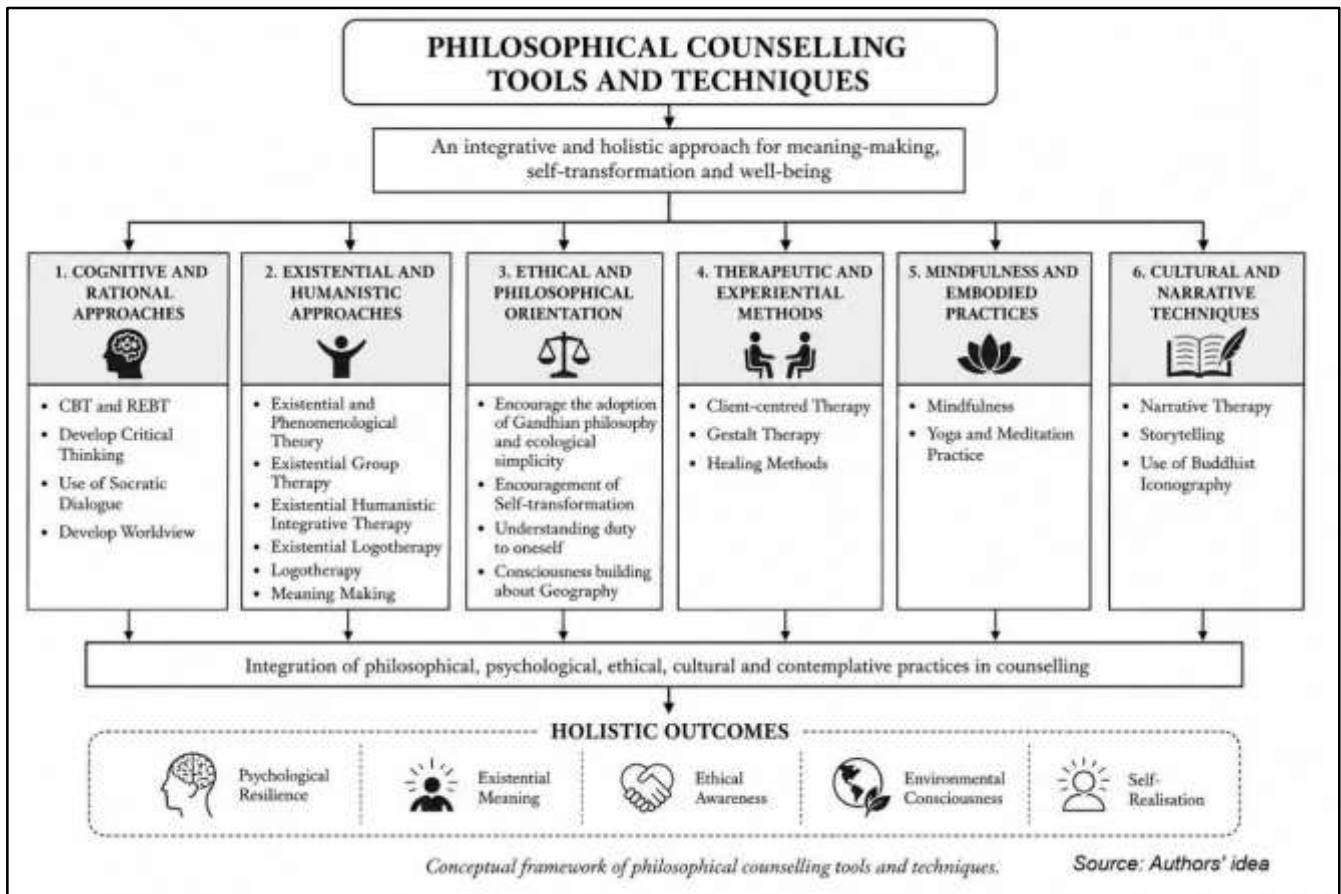 PHILOSOPHICAL COUNSELLING
TOOLS AND TECHNIQUES
An integrative and holistic approach for meaning-making,
self-transformation and well-being
1. COGNITIVE AND
RATIONAL
APPROACHES
• CBT and REBT
• Develop Critical
Thinking
• Use of Socratic
Dialogue
• Develop Worldview
2. EXISTENTIAL AND
HUMANISTIC
APPROACHES
• Existential and
Phenomenological
Theory
• Existential Group
Therapy
• Existential Humanistic
Integrative Therapy
• Existential Logotherapy
• Logotherapy
• Meaning Making
3. ETHICAL AND
PHILOSOPHICAL
ORIENTATION
• Encourage the adoption
of Gandhian philosophy
and ecological
simplicity
• Encouragement of
Self-transformation
• Understanding duty
to oneself
• Consciousness building
about Geography
4. THERAPEUTIC AND
EXPERIENTIAL
METHODS
• Client-centred Therapy
• Gestalt Therapy
• Healing Methods
5. MINDFULNESS AND
EMBODIED
PRACTICES
• Mindfulness
• Yoga and Meditation
Practice
6. CULTURAL AND
NARRATIVE
TECHNIQUES
• Narrative Therapy
• Storytelling
• Use of Buddhist
Iconography
Integration of philosophical, psychological, ethical, cultural and contemplative practices in counselling
HOLISTIC OUTCOMES
Psychological
Resilience
Existential
Meaning
Ethical
Awareness
Environmental
Consciousness
Self-
Realisation
Conceptual framework of philosophical counselling tools and techniques.
Source: Authors' idea